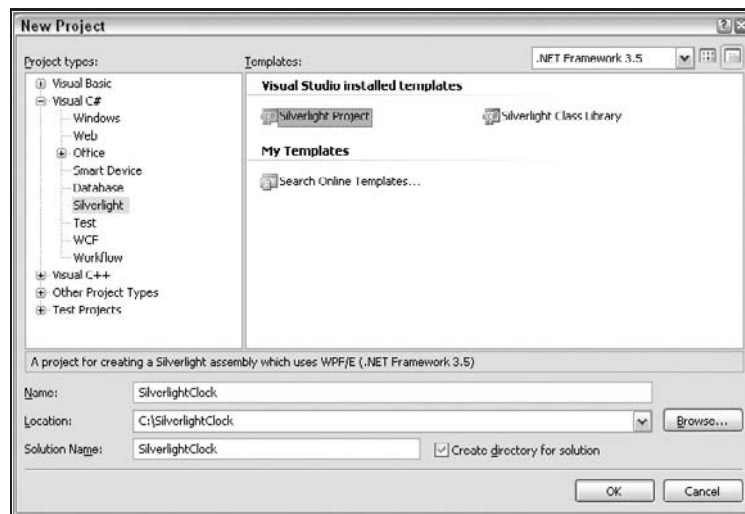 New Project
Project types:
Templates:
.NET Framework 3.5
Visual Basic
Visual C#
Windows
Web
Office
Smart Device
Database
Silverlight
Test
WCF
Workflow
Visual C++
Other Project Types
Test Projects
Visual Studio installed templates
Silverlight Project
Silverlight Class Library
My Templates
Search Online Templates...
A project for creating a Silverlight assembly which uses WPF/E (.NET Framework 3.5)
Name:
SilverlightClock
Location:
C:\SilverlightClock
Browse...
Solution Name:
SilverlightClock
Create directory for solution
OK
Cancel